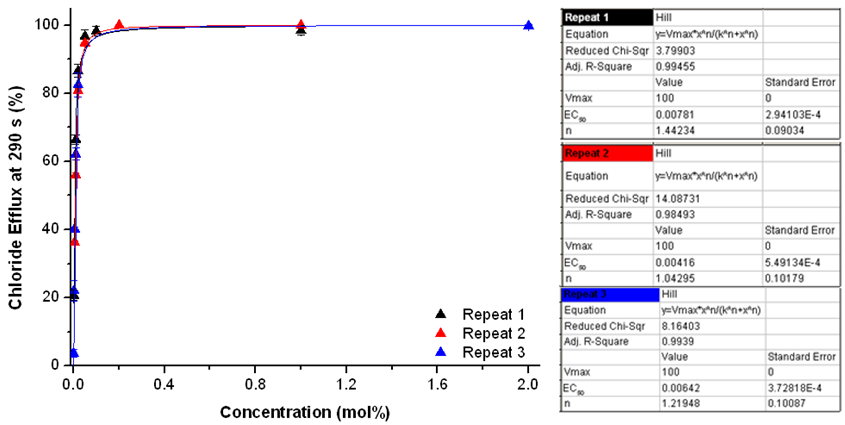 Chloride Efflux at 290 s (%)
100
80
60
40
20
0
0.0 0.4 0.8 1.2 1.6 2.0
Concentration (mol%)
Repeat 1
Repeat 2
Repeat 3
Repeat 1 Hill
Equation y=Vmax*x^n/(k^n+x^n)
Reduced Chi-Sqr 3.79903
Adj. R-Square 0.99455
Value Standard Error
Vmax 100 0
EC50 0.00781 2.94103E-4
n 1.44234 0.09034
Repeat 2 Hill
Equation y=Vmax*x^n/(k^n+x^n)
Reduced Chi-Sqr 14.08731
Adj. R-Square 0.98493
Value Standard Error
Vmax 100 0
EC50 0.00416 5.49134E-4
n 1.04295 0.10179
Repeat 3 Hill
Equation y=Vmax*x^n/(k^n+x^n)
Reduced Chi-Sqr 8.16403
Adj. R-Square 0.9939
Value Standard Error
Vmax 100 0
EC50 0.00642 3.72818E-4
n 1.21948 0.10087